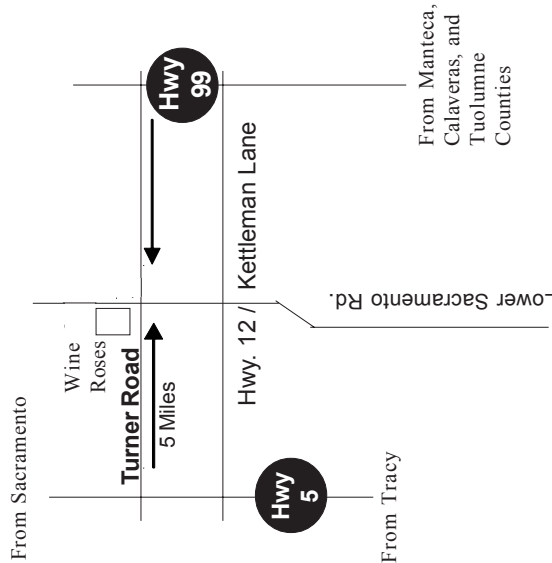 From Sacramento
Wine
Roses
Turner Road
5 Miles
Hwy
99
Hwy. 12 / Kettleman Lane
Hwy
5
Lower Sacramento Rd.
From Tracy
From Manteca,
Calaveras, and
Tuolumne
Counties